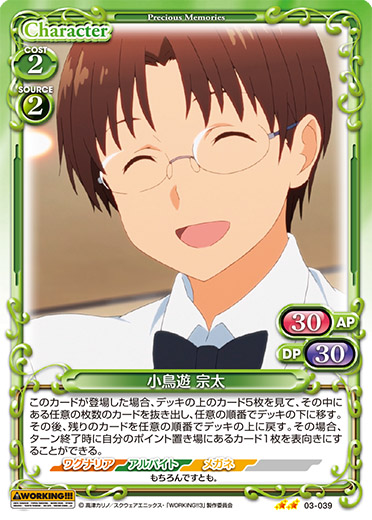 Precious Memories
Character
COST
2
SOURCE
2
30 AP
DP 30
小鳥遊 宗太
このカードが登場した場合、デッキの上のカード5枚を見て、その中に
ある任意の枚数のカードを抜き出し、任意の順番でデッキの下に移す。
その後、残りのカードを任意の順番でデッキの上に戻す。その場合、
ターン終了時に自分のポイント置き場にあるカード1枚を表向きにす
ることができる。
ワグナリア アルバイト メガネ
もちろんですとも。
WORKING!!!
© 高津カリノ/スクウェアエニックス・「WORKING!!3」製作委員会
03-039